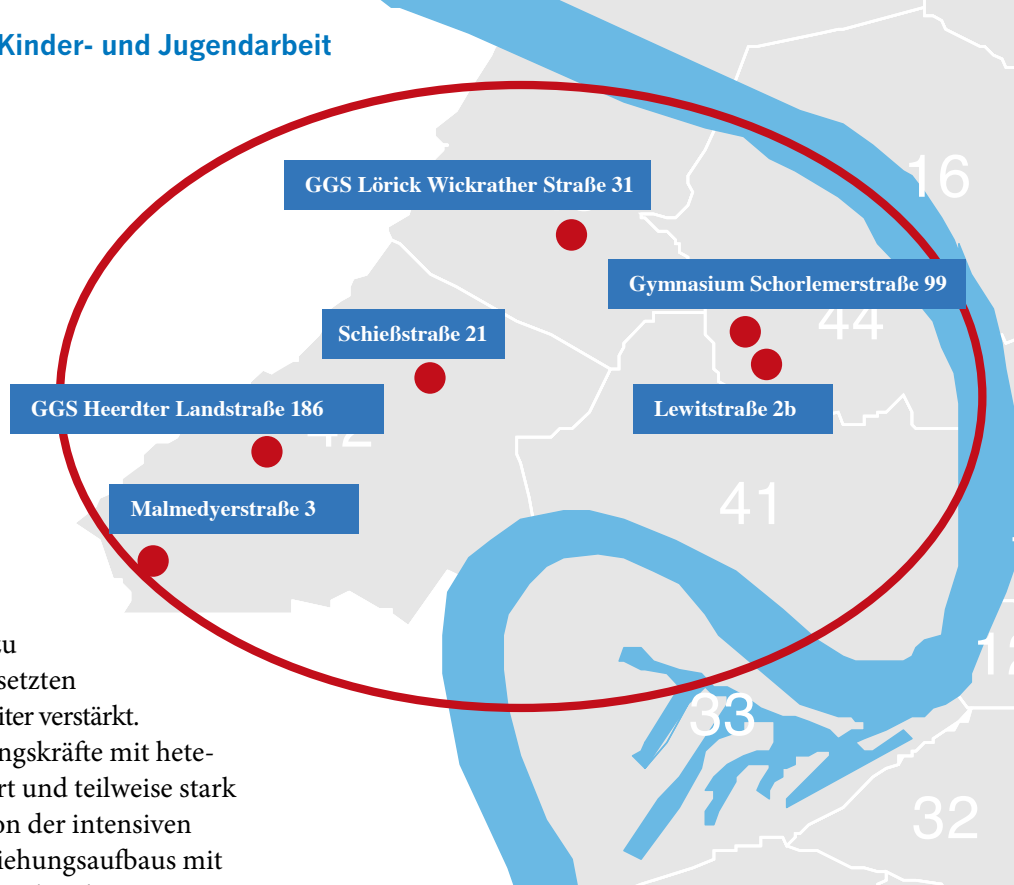 Kinder- und Jugendarbeit
16
GGS Lörick Wickrather Straße 31
Gymnasium Schorlemerstraße 99
44
Schießstraße 21
GGS Heerdter Landstraße 186
Lewitstraße 2b
42
41
Malmedyerstraße 3
33
32
zu
setzten
iter verstärkt.
ngskräfte mit hete-
rt und teilweise stark
on der intensiven
iehungsaufbaus mit